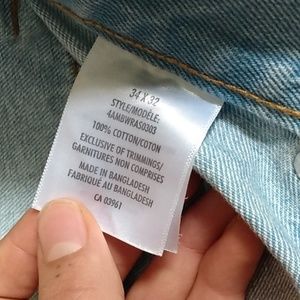 34 X 32
STYLE/MODÈLE:
4AMBWRAS0303
100% COTTON/COTON
EXCLUSIVE OF TRIMMINGS/
GARNITURES NON COMPRISES
MADE IN BANGLADESH
FABRIQUÉ AU BANGLADESH
CA 03961